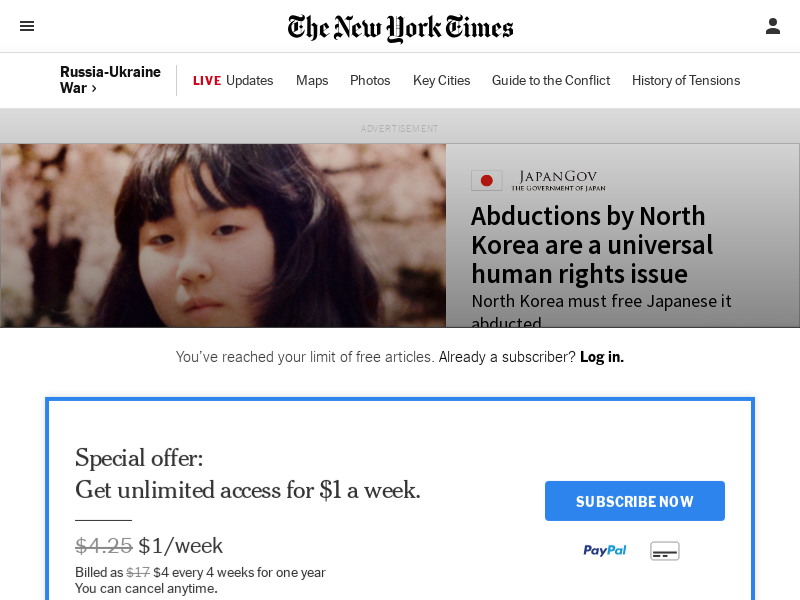 The New York Times
Russia-Ukraine
War ›
LIVE Updates Maps Photos Key Cities Guide to the Conflict History of Tensions
ADVERTISEMENT
JAPANGOV
THE GOVERNMENT OF JAPAN
Abductions by North
Korea are a universal
human rights issue
North Korea must free Japanese it
abducted
You’ve reached your limit of free articles. Already a subscriber? Log in.
Special offer:
Get unlimited access for $1 a week.
SUBSCRIBE NOW
$4.25 $1/week
PayPal
Billed as $17 $4 every 4 weeks for one year
You can cancel anytime.